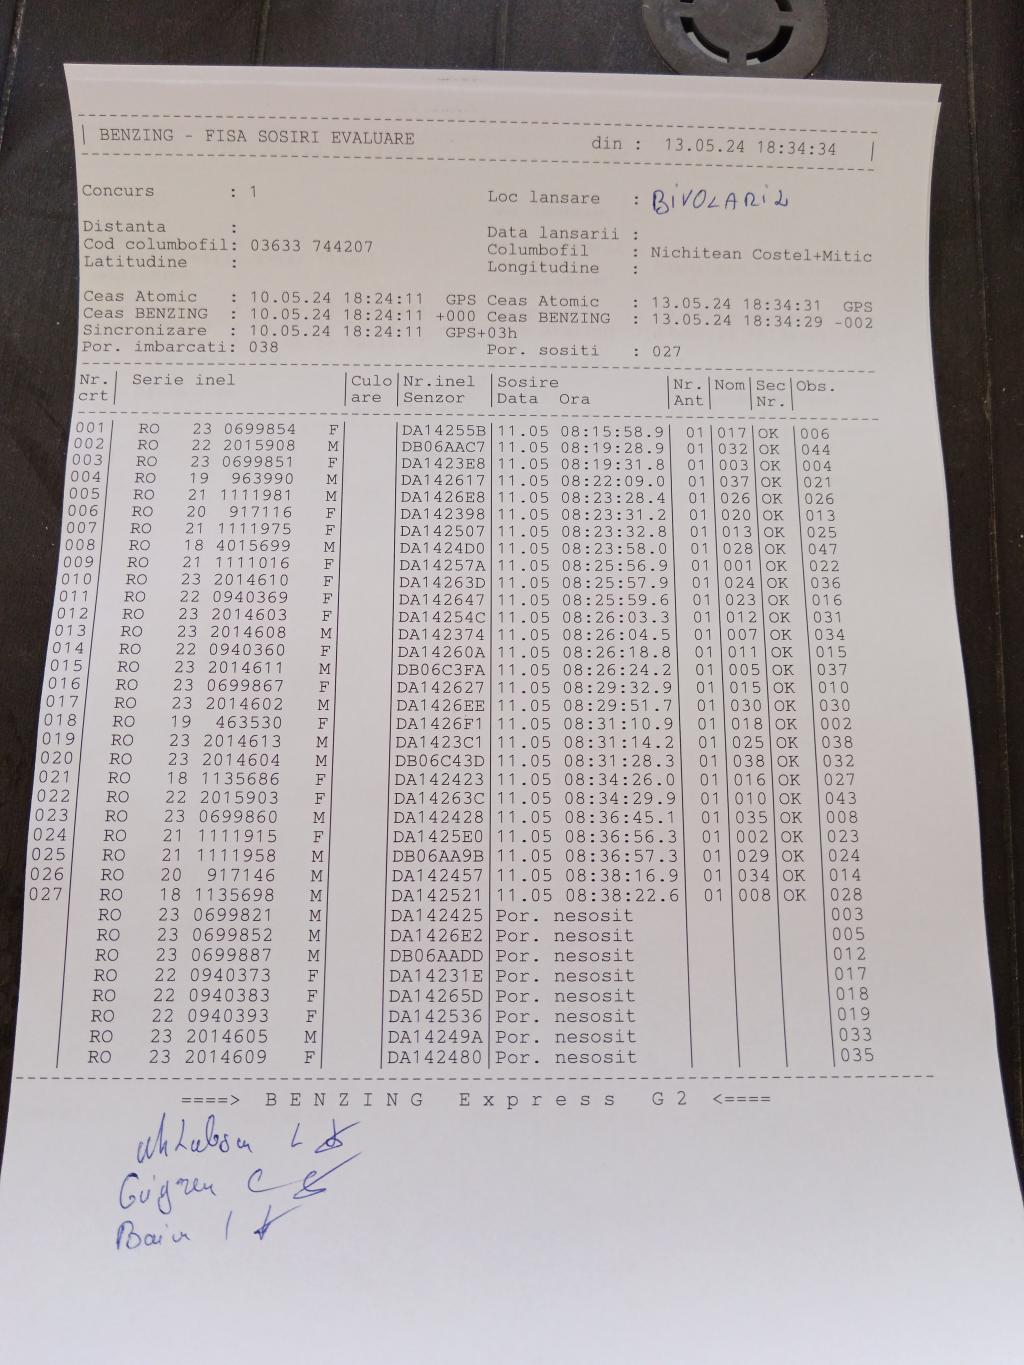 BENZING - FISA SOSIRI EVALUARE din : 13.05.24 18:34:34
Concurs : 1 Loc lansare : BIVOLARI 2
Distanta : Data lansarii :
Cod columbofil: 03633 744207 Columbofil : Nichitean Costel+Mitic
Latitudine : Longitudine :
Ceas Atomic : 10.05.24 18:24:11 GPS Ceas Atomic : 13.05.24 18:34:31 GPS
Ceas BENZING : 10.05.24 18:24:11 +000 Ceas BENZING : 13.05.24 18:34:29 -002
Sincronizare : 10.05.24 18:24:11 GPS+03h
Por. imbarcati: 038 Por. sositi : 027
Nr. | Serie inel | Culo | Nr.inel | Sosire | Nr. | Nom | Sec | Obs.
crt | are | Senzor | Data Ora | Ant | Nr.
001 RO 23 0699854 F DA14255B 11.05 08:15:58.9 01 017 OK 006
002 RO 22 2015908 M DB06AAC7 11.05 08:19:28.9 01 032 OK 044
003 RO 23 0699851 F DA1423E8 11.05 08:19:31.8 01 003 OK 004
004 RO 19 963990 M DA142617 11.05 08:22:09.0 01 037 OK 021
005 RO 21 1111981 M DA1426E8 11.05 08:23:28.4 01 026 OK 026
006 RO 20 917116 F DA142398 11.05 08:23:31.2 01 020 OK 013
007 RO 21 1111975 F DA142507 11.05 08:23:32.8 01 013 OK 025
008 RO 18 4015699 M DA1424D0 11.05 08:23:58.0 01 028 OK 047
009 RO 21 1111016 F DA14257A 11.05 08:25:56.9 01 001 OK 022
010 RO 23 2014610 F DA14263D 11.05 08:25:57.9 01 024 OK 036
011 RO 22 0940369 F DA142647 11.05 08:25:59.6 01 023 OK 016
012 RO 23 2014603 F DA14254C 11.05 08:26:03.3 01 012 OK 031
013 RO 23 2014608 M DA142374 11.05 08:26:04.5 01 007 OK 034
014 RO 22 0940360 F DA14260A 11.05 08:26:18.8 01 011 OK 015
015 RO 23 2014611 M DB06C3FA 11.05 08:26:24.2 01 005 OK 037
016 RO 23 0699867 F DA142627 11.05 08:29:32.9 01 015 OK 010
017 RO 23 2014602 M DA1426EE 11.05 08:29:51.7 01 030 OK 030
018 RO 19 463530 F DA1426F1 11.05 08:31:10.9 01 018 OK 002
019 RO 23 2014613 M DA1423C1 11.05 08:31:14.2 01 025 OK 038
020 RO 23 2014604 M DB06C43D 11.05 08:31:28.3 01 038 OK 032
021 RO 18 1135686 F DA142423 11.05 08:34:26.0 01 016 OK 027
022 RO 22 2015903 F DA14263C 11.05 08:34:29.9 01 010 OK 043
023 RO 23 0699860 M DA142428 11.05 08:36:45.1 01 035 OK 008
024 RO 21 1111915 F DA1425E0 11.05 08:36:56.3 01 002 OK 023
025 RO 21 1111958 M DB06AA9B 11.05 08:36:57.3 01 029 OK 024
026 RO 20 917146 M DA142457 11.05 08:38:16.9 01 034 OK 014
027 RO 18 1135698 M DA142521 11.05 08:38:22.6 01 008 OK 028
RO 23 0699821 M DA142425 Por. nesosit 003
RO 23 0699852 M DA1426E2 Por. nesosit 005
RO 23 0699887 M DB06AADD Por. nesosit 012
RO 22 0940373 F DA14231E Por. nesosit 017
RO 22 0940383 F DA14265D Por. nesosit 018
RO 22 0940393 F DA142536 Por. nesosit 019
RO 23 2014605 M DA14249A Por. nesosit 033
RO 23 2014609 F DA142480 Por. nesosit 035
====> BENZING Express G2 <====